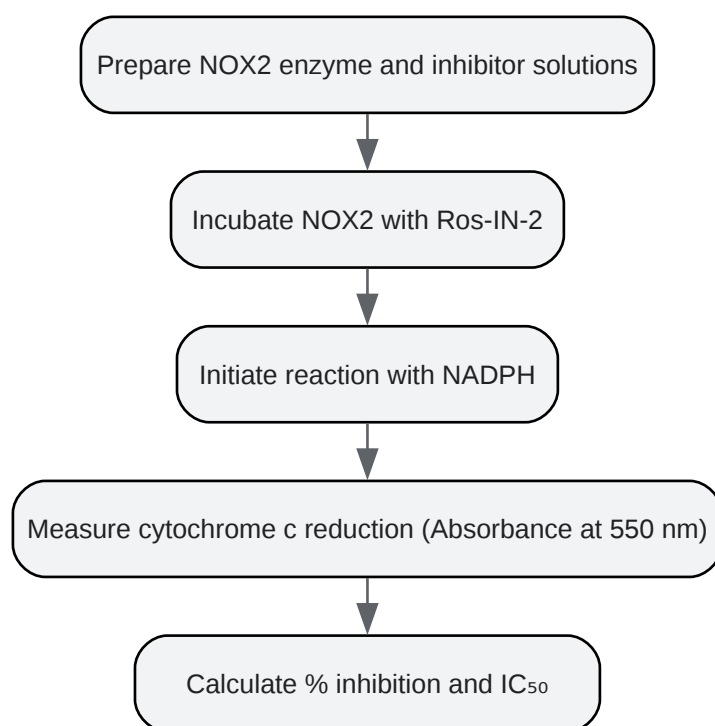 Prepare NOX2 enzyme and inhibitor solutions
Incubate NOX2 with Ros-IN-2
Initiate reaction with NADPH
Measure cytochrome c reduction (Absorbance at 550 nm)
Calculate % inhibition and IC₅₀